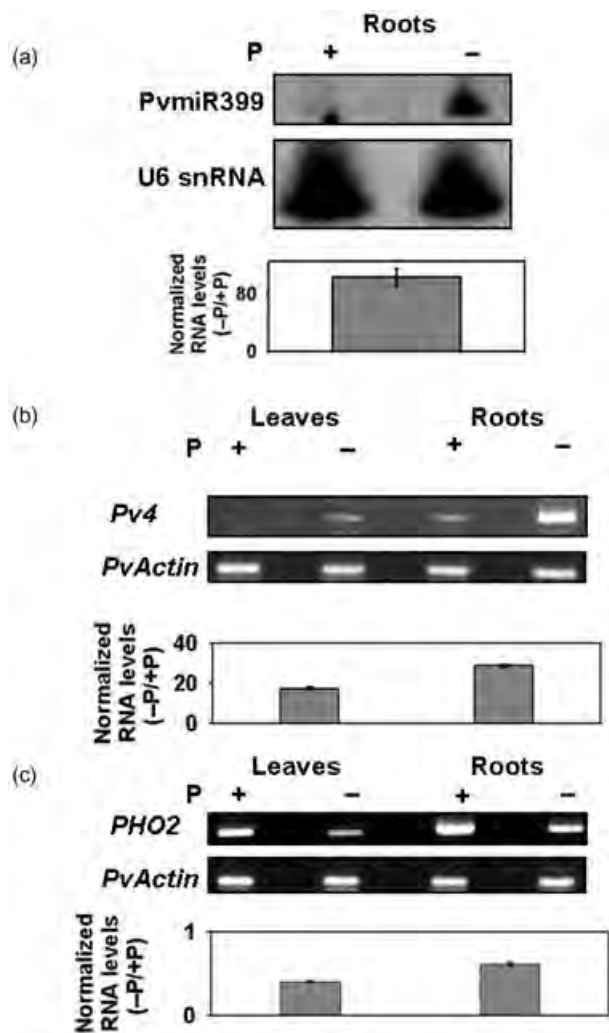 (a)
Roots
P + −
PvmiR399
U6 snRNA
Normalized
RNA levels
(−P/+P)
80
0
(b)
Leaves Roots
P + − + −
Pv4
PvActin
Normalized
RNA levels
(−P/+P)
40
20
0
(c)
Leaves Roots
P + − + −
PHO2
PvActin
Normalized
RNA levels
(−P/+P)
1
0